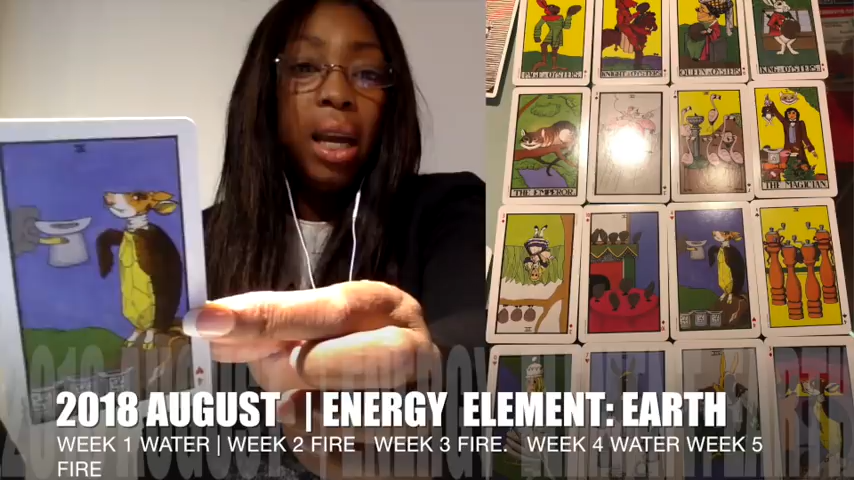 PAGE of OYSTERS.
KNIGHT of OYSTERS.
QUEEN of OYSTERS.
KING of OYSTERS.
THE EMPEROR.
THE MAGICIAN
2018 AUGUST | ENERGY ELEMENT: EARTH
WEEK 1 WATER | WEEK 2 FIRE WEEK 3 FIRE. WEEK 4 WATER WEEK 5
FIRE